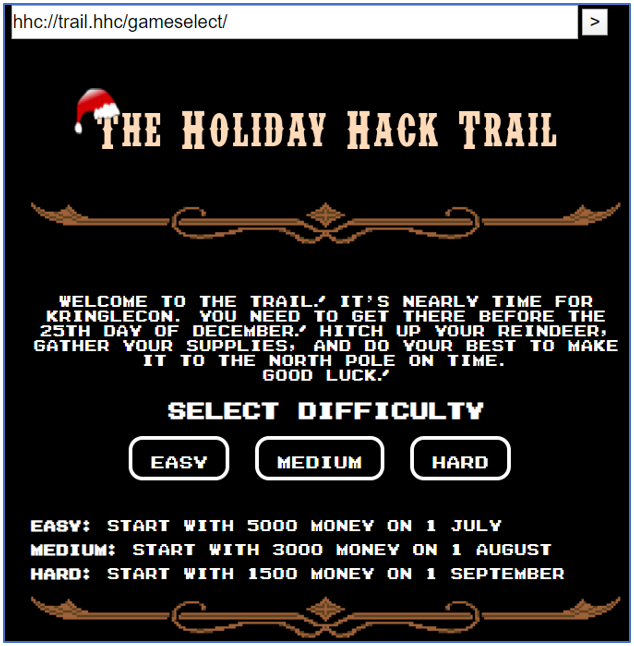 hhc://trail.hhc/gameselect/ >
THE HOLIDAY HACK TRAIL
WELCOME TO THE TRAIL! IT'S NEARLY TIME FOR
KRINGLECON. YOU NEED TO GET THERE BEFORE THE
25TH DAY OF DECEMBER! HITCH UP YOUR REINDEER,
GATHER YOUR SUPPLIES, AND DO YOUR BEST TO MAKE
IT TO THE NORTH POLE ON TIME.
GOOD LUCK!
SELECT DIFFICULTY
EASY MEDIUM HARD
EASY: START WITH 5000 MONEY ON 1 JULY
MEDIUM: START WITH 3000 MONEY ON 1 AUGUST
HARD: START WITH 1500 MONEY ON 1 SEPTEMBER